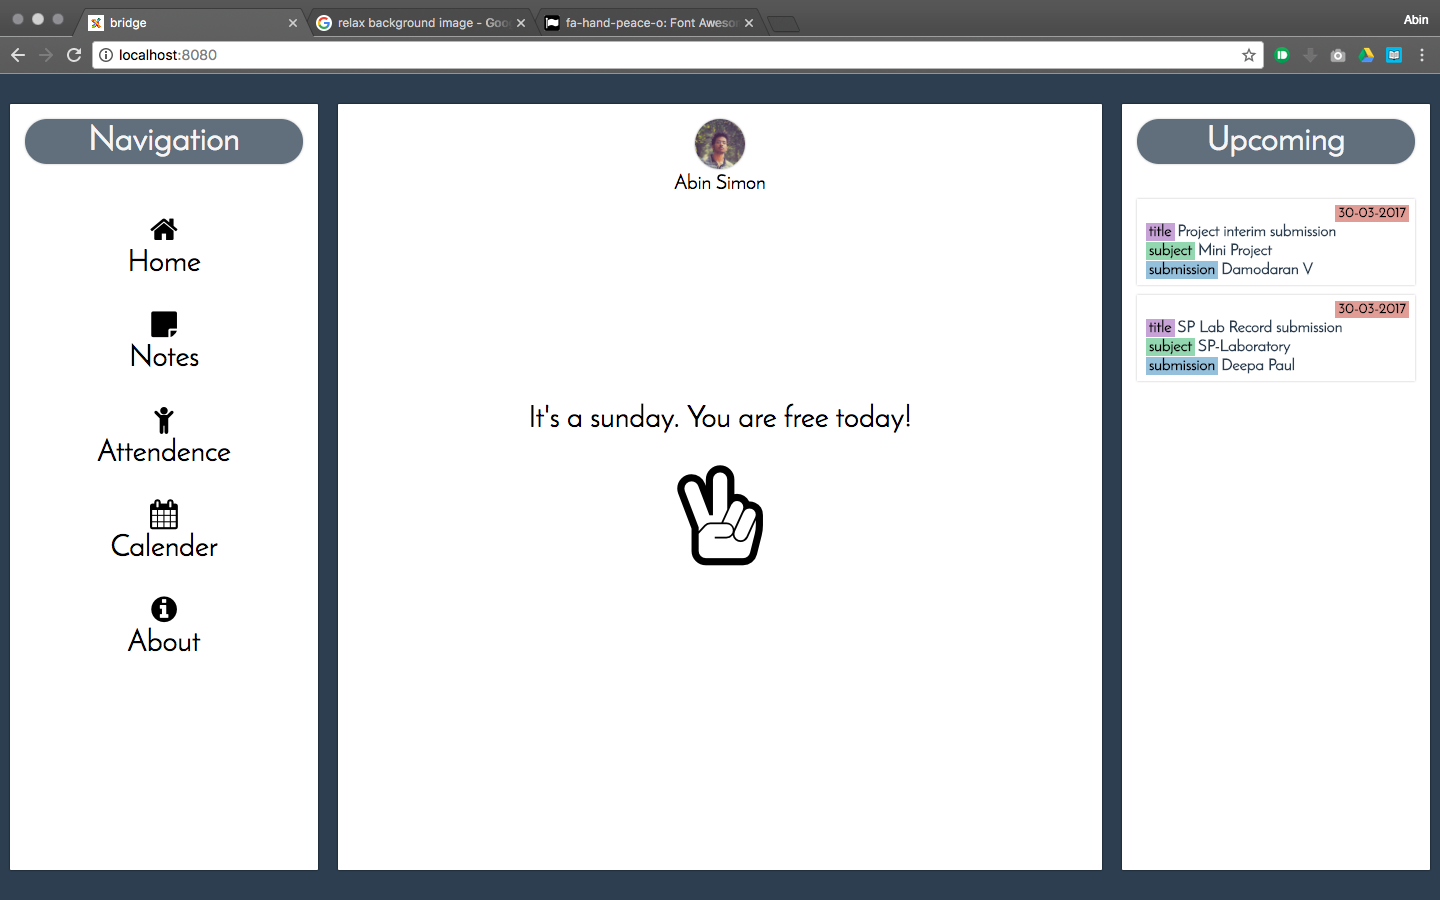 bridge
relax background image - Goo
fa-hand-peace-o: Font Aweso
Abin
localhost:8080
Navigation
Home
Notes
Attendence
Calender
About
Abin Simon
It's a sunday. You are free today!
Upcoming
30-03-2017
title Project interim submission
subject Mini Project
submission Damodaran V
30-03-2017
title SP Lab Record submission
subject SP-Laboratory
submission Deepa Paul